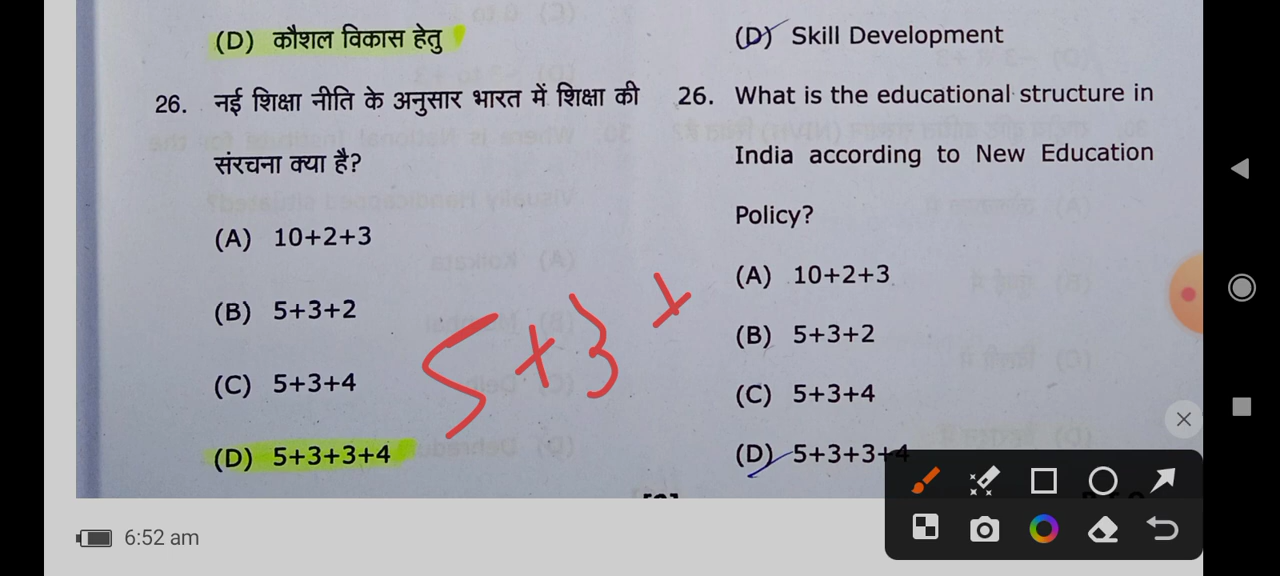 (D) कौशल विकास हेतु
26. नई शिक्षा नीति के अनुसार भारत में शिक्षा की
संरचना क्या है?
(A) 10+2+3
(B) 5+3+2
(C) 5+3+4
(D) 5+3+3+4
(D) Skill Development
26. What is the educational structure in
India according to New Education
Policy?
(A) 10+2+3
(B) 5+3+2
(C) 5+3+4
(D) 5+3+3+4
5+3+
6:52 am